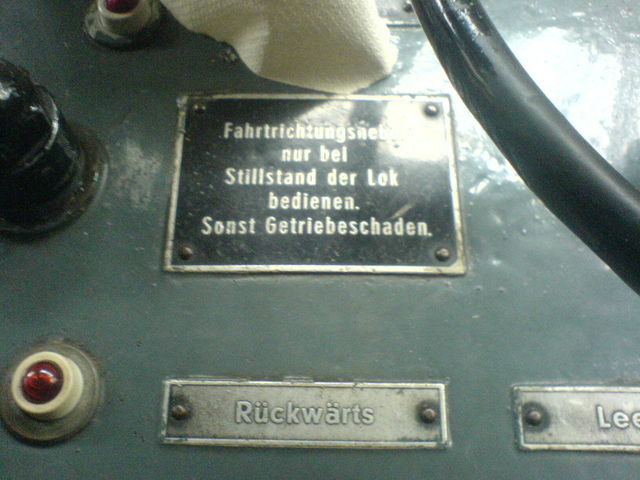 nur bei
Stillstand der Lok
bedienen.
Sonst Getriebeschaden.
Rückwärts